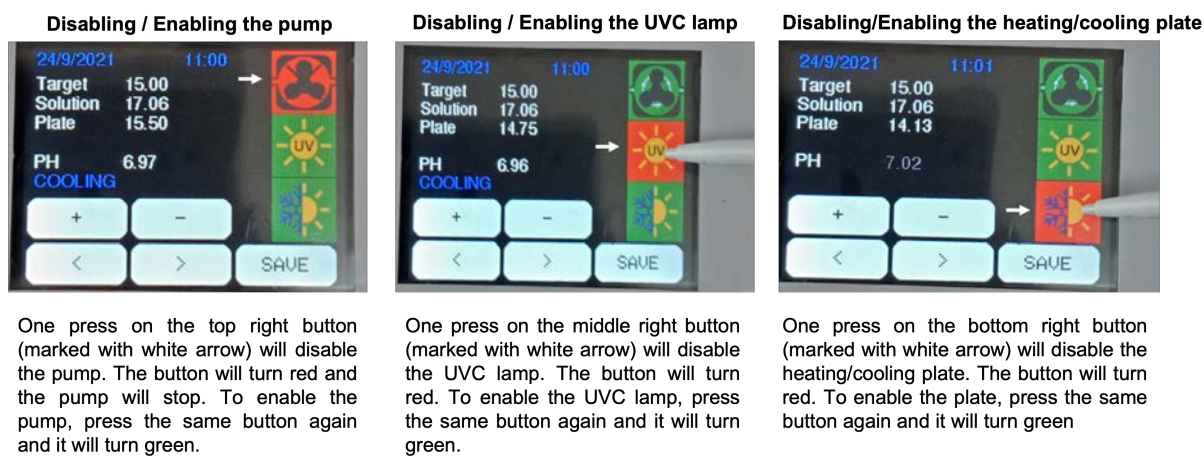 Disabling / Enabling the pump
24/9/2021 11:00
Target 15.00
Solution 17.06
Plate 15.50
PH 6.97
COOLING
UV
+ −
< > SAVE
One press on the top right button
(marked with white arrow) will disable
the pump. The button will turn red and
the pump will stop. To enable the
pump, press the same button again
and it will turn green.
Disabling / Enabling the UVC lamp
24/9/2021 11:00
Target 15.00
Solution 17.06
Plate 14.75
UV
PH 6.96
COOLING
+ −
< > SAVE
One press on the middle right button
(marked with white arrow) will disable
the UVC lamp. The button will turn
red. To enable the UVC lamp, press
the same button again and it will turn
green.
Disabling/Enabling the heating/cooling plate
24/9/2021 11:01
Target 15.00
Solution 17.06
Plate 14.13
UV
PH 7.02
+ −
< > SAVE
One press on the bottom right button
(marked with white arrow) will disable the
heating/cooling plate. The button will turn
red. To enable the plate, press the same
button again and it will turn green